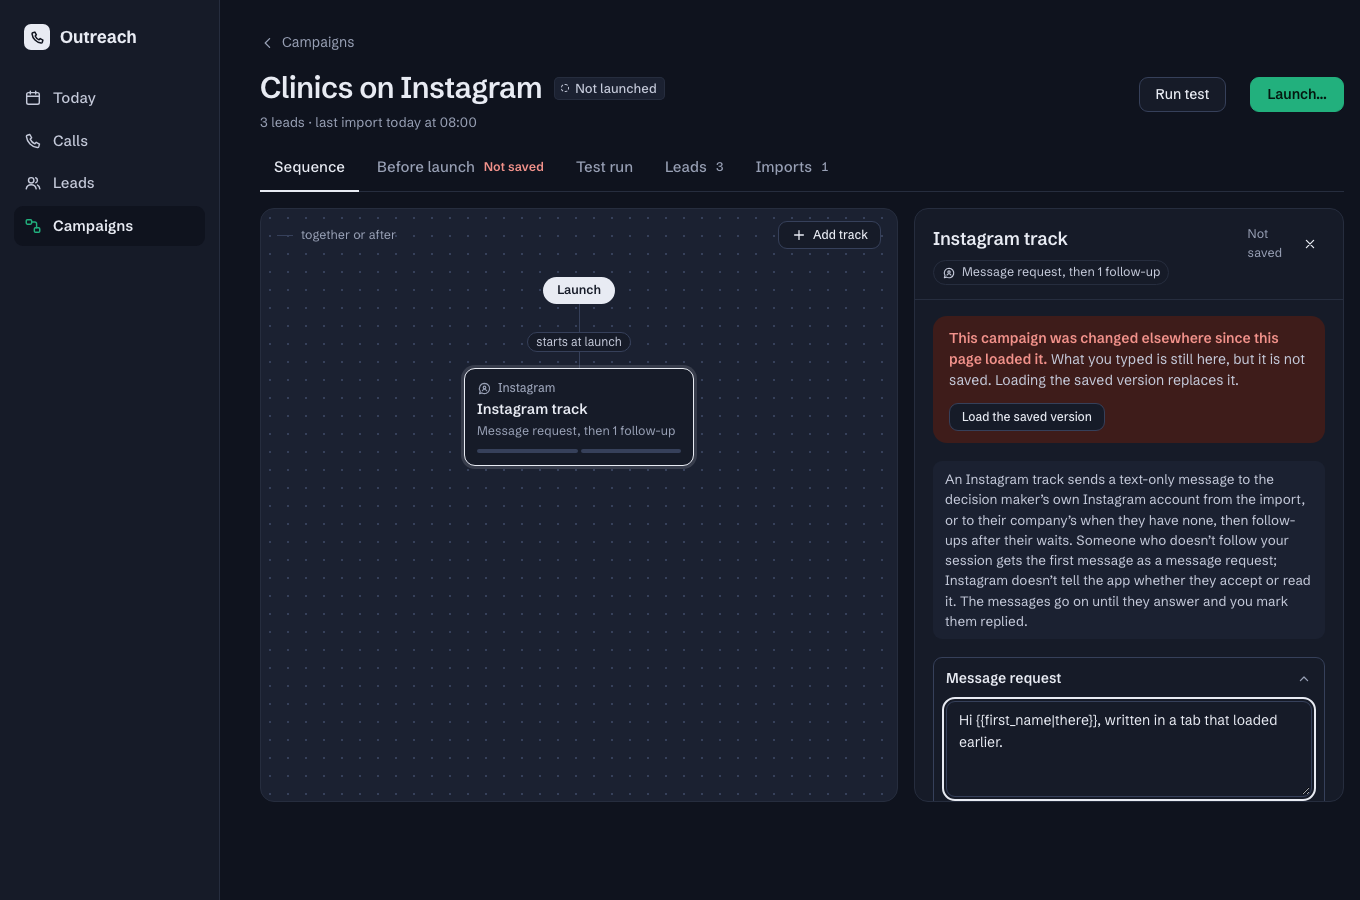 Outreach
Today
Calls
Leads
Campaigns
Campaigns
Clinics on Instagram
Not launched
3 leads · last import today at 08:00
Run test
Launch…
Sequence
Before launch Not saved
Test run
Leads 3
Imports 1
together or after
Add track
Launch
starts at launch
Instagram
Instagram track
Message request, then 1 follow-up
Instagram track
Not
saved
Message request, then 1 follow-up
This campaign was changed elsewhere since this
page loaded it. What you typed is still here, but it is not
saved. Loading the saved version replaces it.
Load the saved version
An Instagram track sends a text-only message to the
decision maker’s own Instagram account from the import,
or to their company’s when they have none, then follow-
ups after their waits. Someone who doesn’t follow your
session gets the first message as a message request;
Instagram doesn’t tell the app whether they accept or read
it. The messages go on until they answer and you mark
them replied.
Message request
Hi {{first_name|there}}, written in a tab that loaded
earlier.